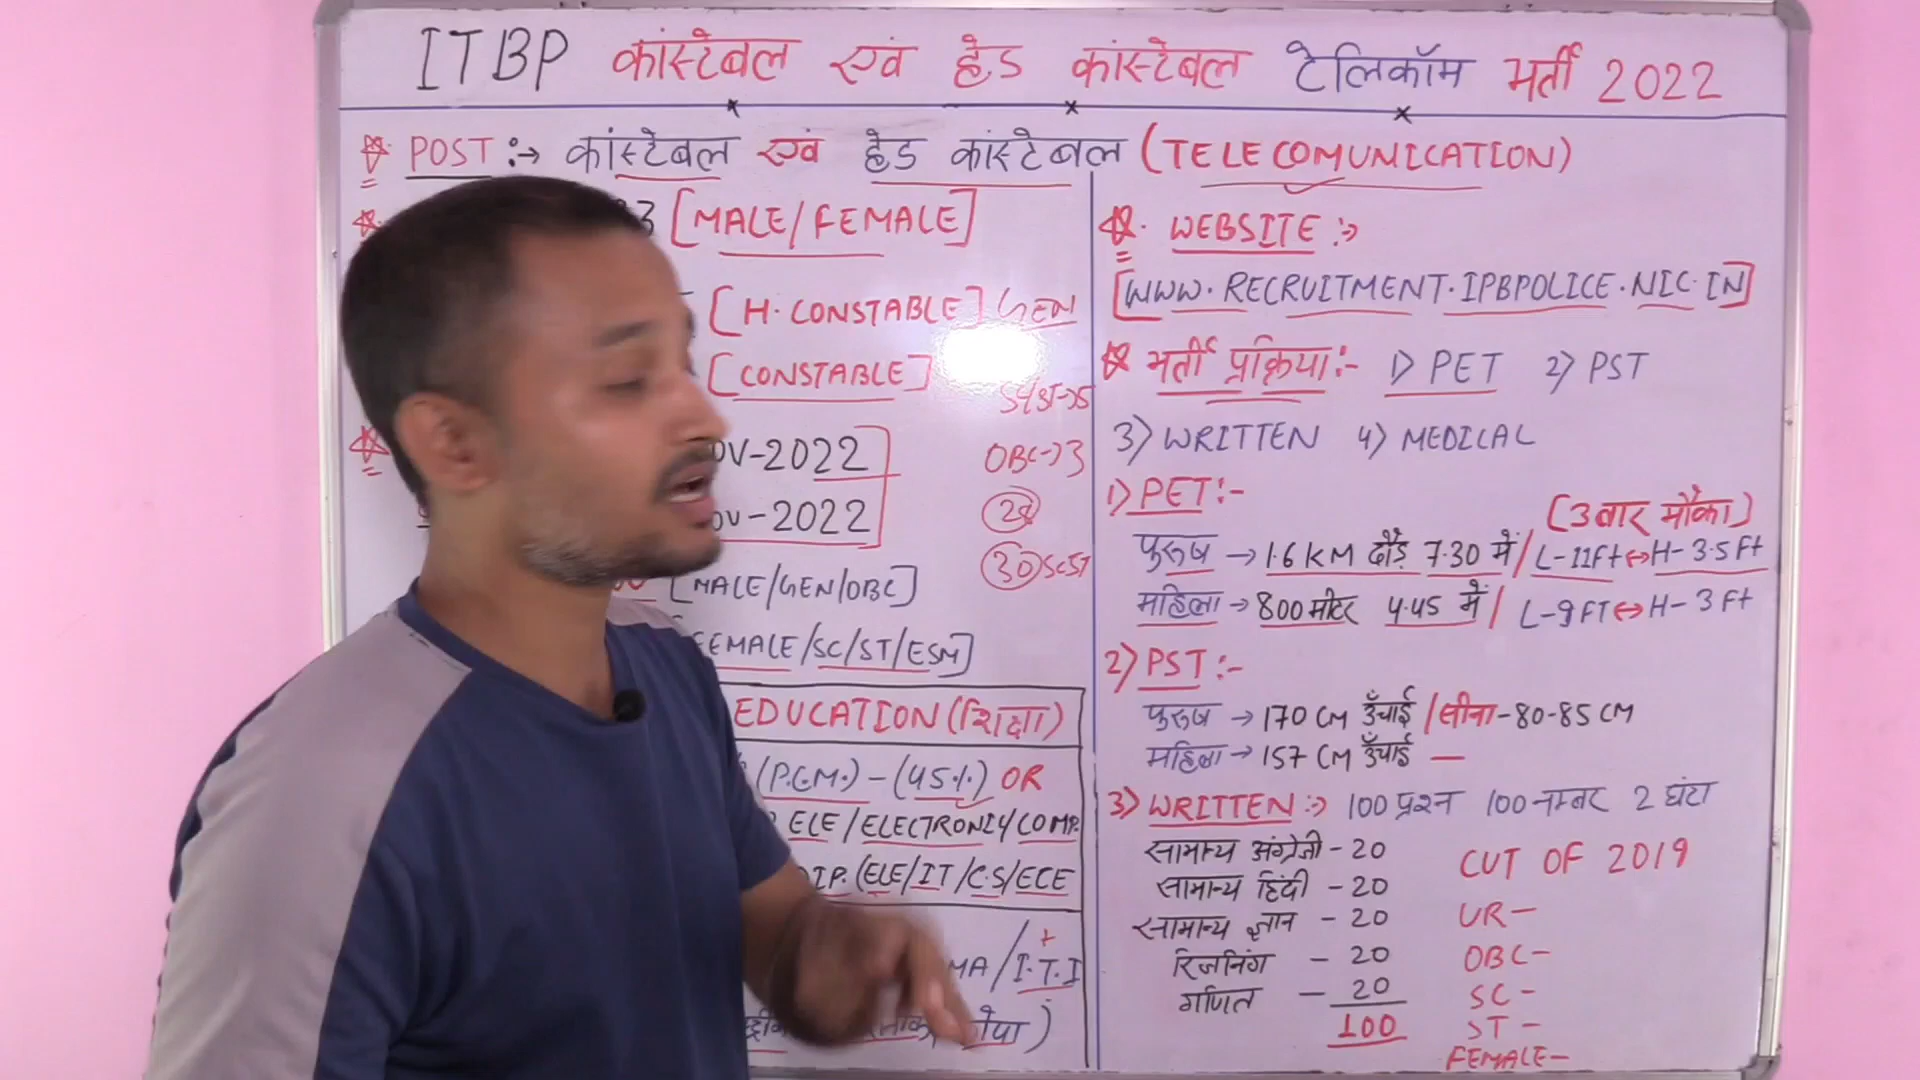 ITBP कांस्टेबल एवं हेड कांस्टेबल टेलिकॉम भर्ती 2022
POST :→ कांस्टेबल एवं हेड कांस्टेबल (TELECOMUNICATION)
[MALE/FEMALE]
[H. CONSTABLE] GEN
[CONSTABLE]
SC/ST→5
OV-2022
OBC→3
OV-2022
28
30 SCST
[MALE/GEN/OBC]
FEMALE/SC/ST/ESM]
EDUCATION (शिक्षा)
(P.C.M.) - (45%) OR
ELE/ELECTRONIC/COMP.
DIP. (ELE/IT/C.S/ECE
MA/I.T.I
WEBSITE :→
[WWW.RECRUITMENT.IPBPOLICE.NIC.IN]
भर्ती प्रक्रिया:- 1) PET 2) PST
3) WRITTEN 4) MEDICAL
1) PET:-
(3 बार मौका)
पुरुष → 1.6 KM दौड़ 7.30 में / L-11Ft ↔ H-3.5 Ft
महिला → 800 मीटर 4.45 में / L-9FT ↔ H-3 Ft
2) PST:-
पुरुष → 170 CM ऊँचाई / सीना-80-85 CM
महिला → 157 CM ऊँचाई —
3) WRITTEN :→ 100 प्रश्न 100 नम्बर 2 घंटा
सामान्य अंग्रेजी - 20
सामान्य हिंदी - 20
सामान्य ज्ञान - 20
रिजनिंग - 20
गणित - 20
100
CUT OF 2019
UR-
OBC-
SC-
ST-
FEMALE-